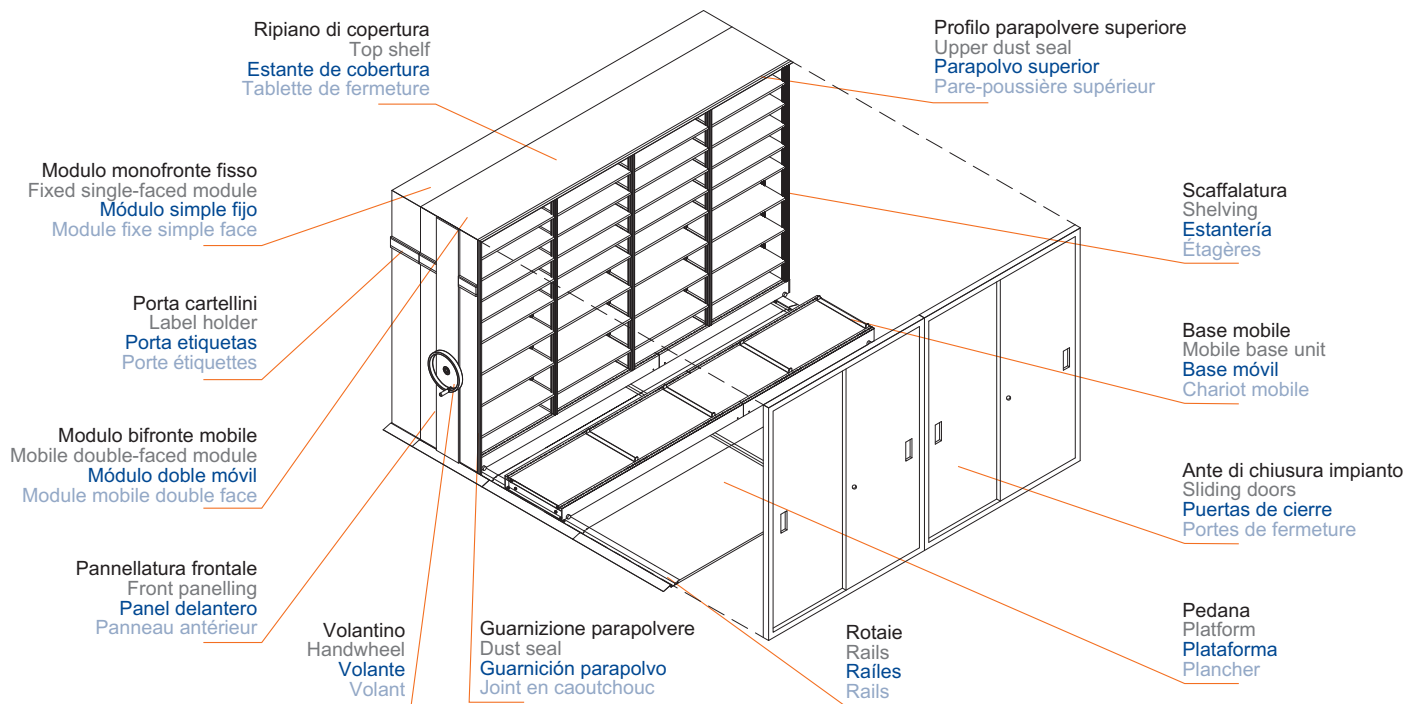 Ripiano di copertura
Top shelf
Estante de cobertura
Tablette de fermeture
Profilo parapolvere superiore
Upper dust seal
Parapolvo superior
Pare-poussière supérieur
Modulo monofronte fisso
Fixed single-faced module
Módulo simple fijo
Module fixe simple face
Scaffalatura
Shelving
Estantería
Étagères
Porta cartellini
Label holder
Porta etiquetas
Porte étiquettes
Base mobile
Mobile base unit
Base móvil
Chariot mobile
Modulo bifronte mobile
Mobile double-faced module
Módulo doble móvil
Module mobile double face
Ante di chiusura impianto
Sliding doors
Puertas de cierre
Portes de fermeture
Pannellatura frontale
Front panelling
Panel delantero
Panneau antérieur
Volantino
Handwheel
Volante
Volant
Guarnizione parapolvere
Dust seal
Guarnición parapolvo
Joint en caoutchouc
Rotaie
Rails
Raíles
Rails
Pedana
Platform
Plataforma
Plancher